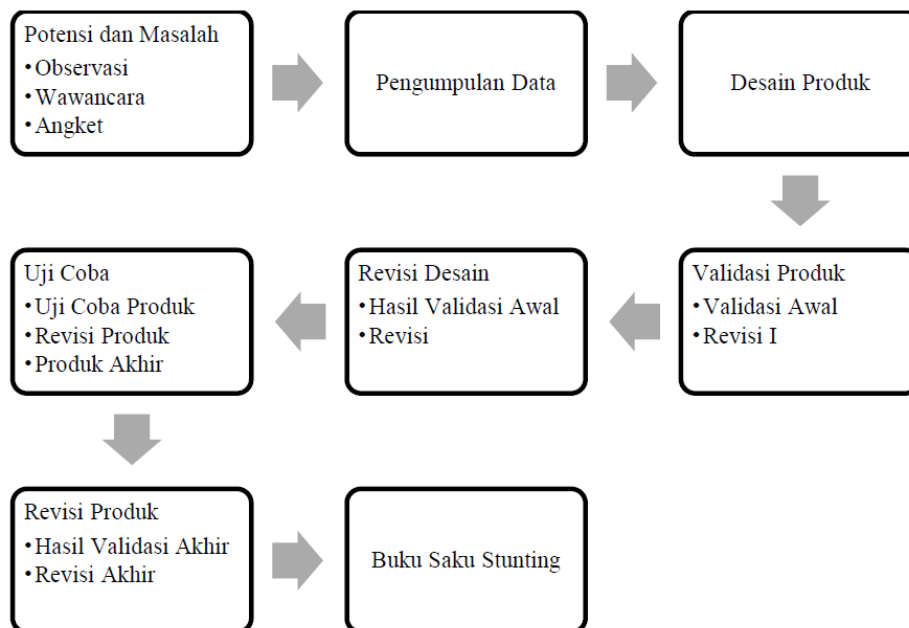 Potensi dan Masalah
•Observasi
•Wawancara
•Angket
Pengumpulan Data
Desain Produk
Validasi Produk
•Validasi Awal
•Revisi I
Revisi Desain
•Hasil Validasi Awal
•Revisi
Uji Coba
•Uji Coba Produk
•Revisi Produk
•Produk Akhir
Revisi Produk
•Hasil Validasi Akhir
•Revisi Akhir
Buku Saku Stunting